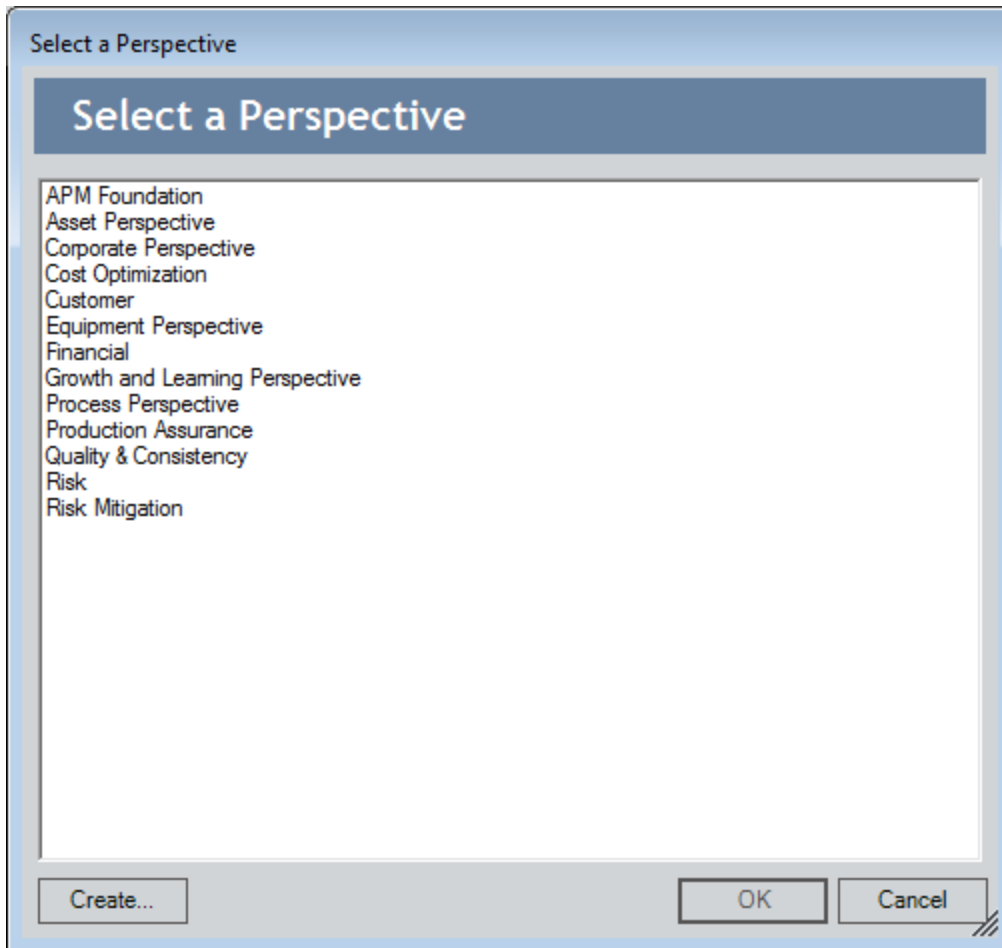 Select a Perspective
Select a Perspective
APM Foundation
Asset Perspective
Corporate Perspective
Cost Optimization
Customer
Equipment Perspective
Financial
Growth and Learning Perspective
Process Perspective
Production Assurance
Quality & Consistency
Risk
Risk Mitigation
Create... OK Cancel